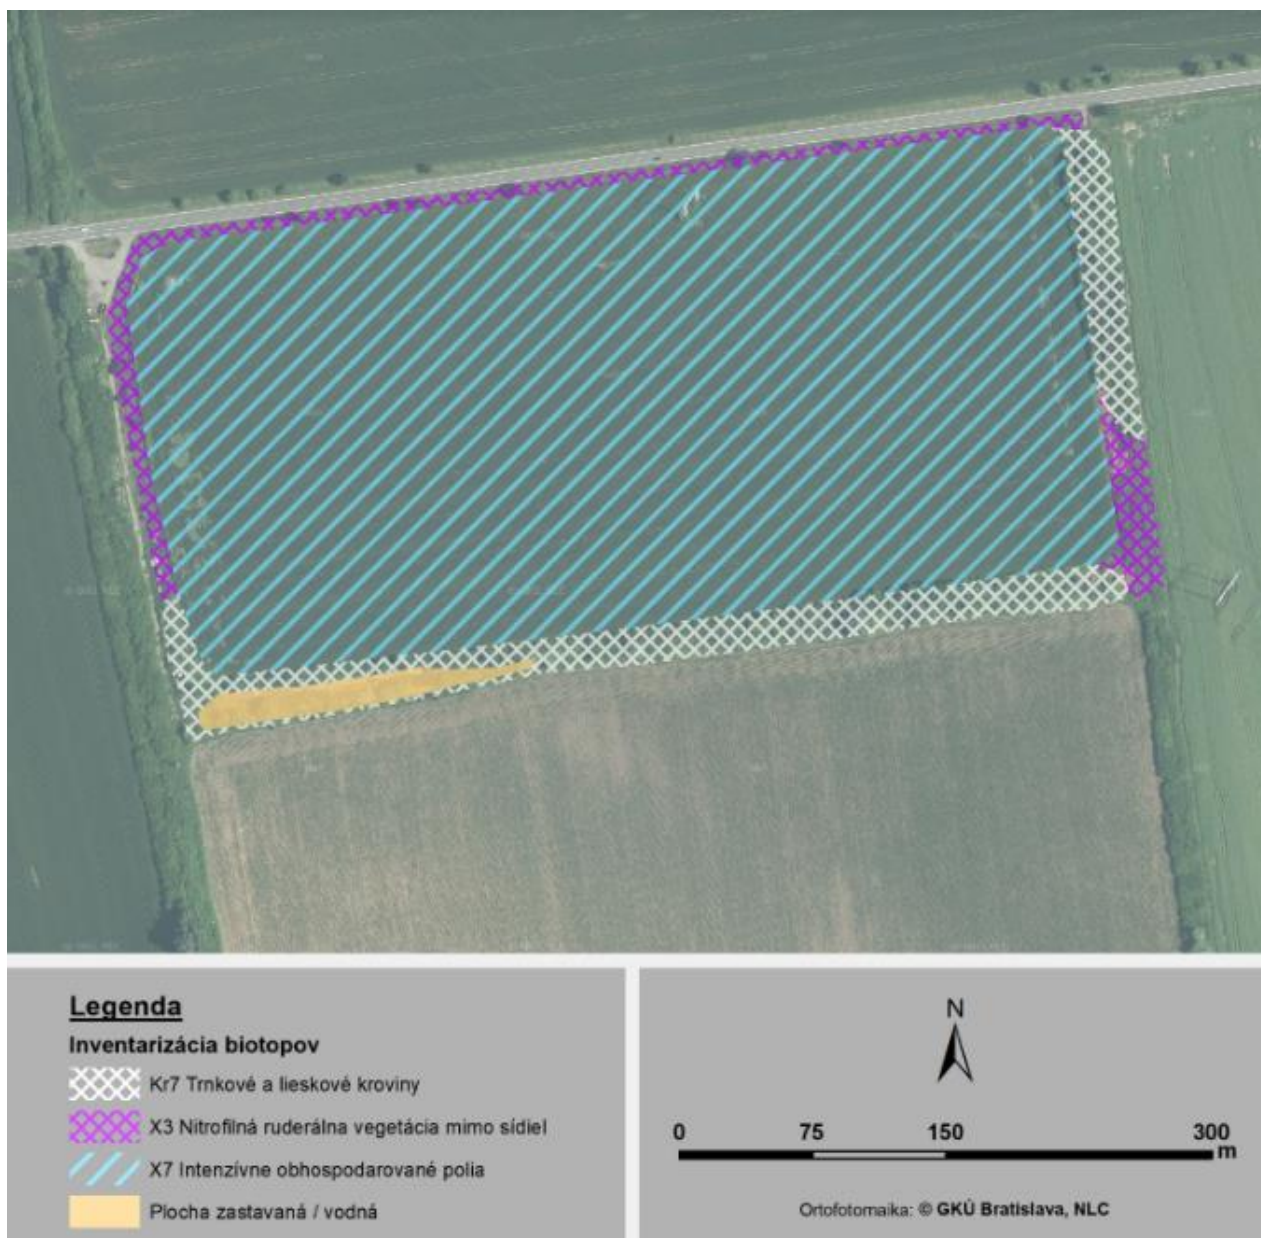 Legenda
Inventarizácia biotopov
Kr7 Trnkové a lieskové kroviny
X3 Nitrofilná ruderálna vegetácia mimo sídiel
X7 Intenzívne obhospodarované polia
Plocha zastavaná / vodná
N
0 75 150 300
m
Ortofotomaika: © GKÚ Bratislava, NLC